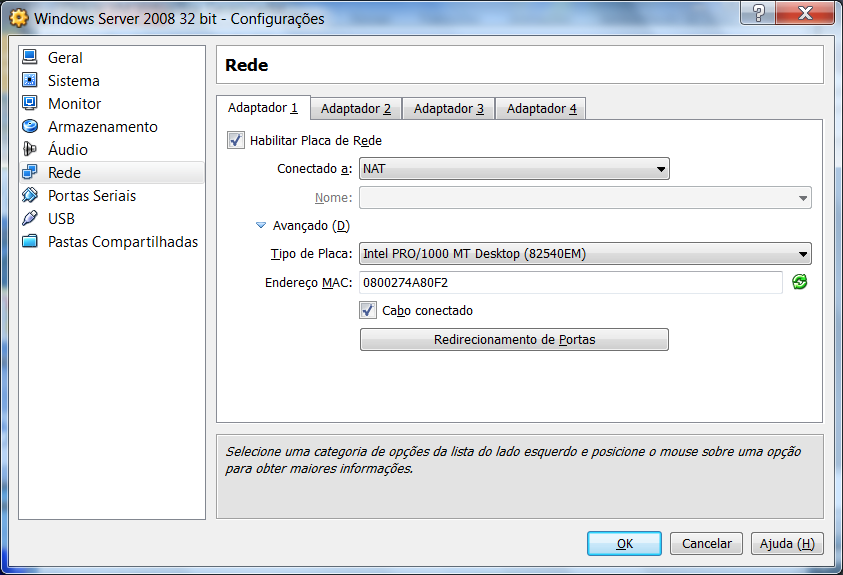 Windows Server 2008 32 bit - Configurações
Geral
Sistema
Monitor
Armazenamento
Áudio
Rede
Portas Seriais
USB
Pastas Compartilhadas
Rede
Adaptador 1 Adaptador 2 Adaptador 3 Adaptador 4
Habilitar Placa de Rede
Conectado a: NAT
Nome:
Avançado (D)
Tipo de Placa: Intel PRO/1000 MT Desktop (82540EM)
Endereço MAC: 0800274A80F2
Cabo conectado
Redirecionamento de Portas
Selecione uma categoria de opções da lista do lado esquerdo e posicione o mouse sobre uma opção
para obter maiores informações.
OK Cancelar Ajuda (H)